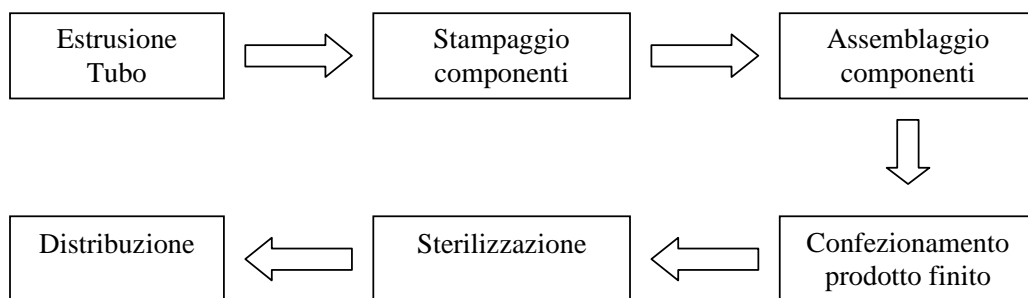 Estrusione
Tubo
Stampaggio
componenti
Assemblaggio
componenti
Confezionamento
prodotto finito
Sterilizzazione
Distribuzione